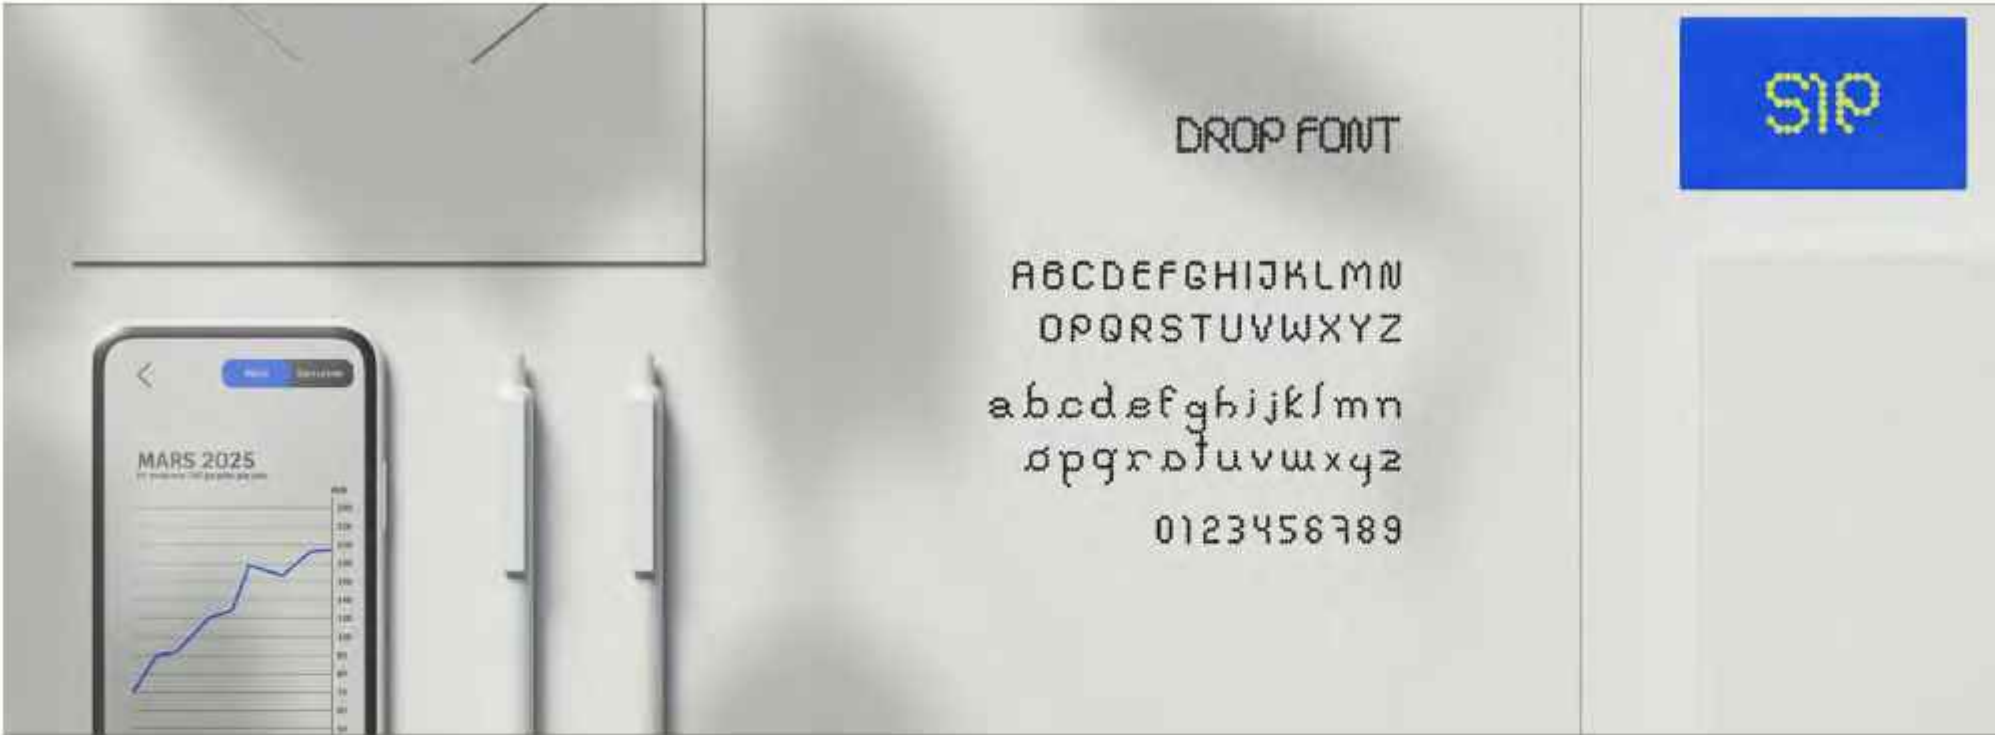 MARS 2025
DROP FONT
ABCDEFGHIJKLMN
OPQRSTUVWXYZ
abcdefghijklmn
opqrstuvwxyz
0123456789
SIP